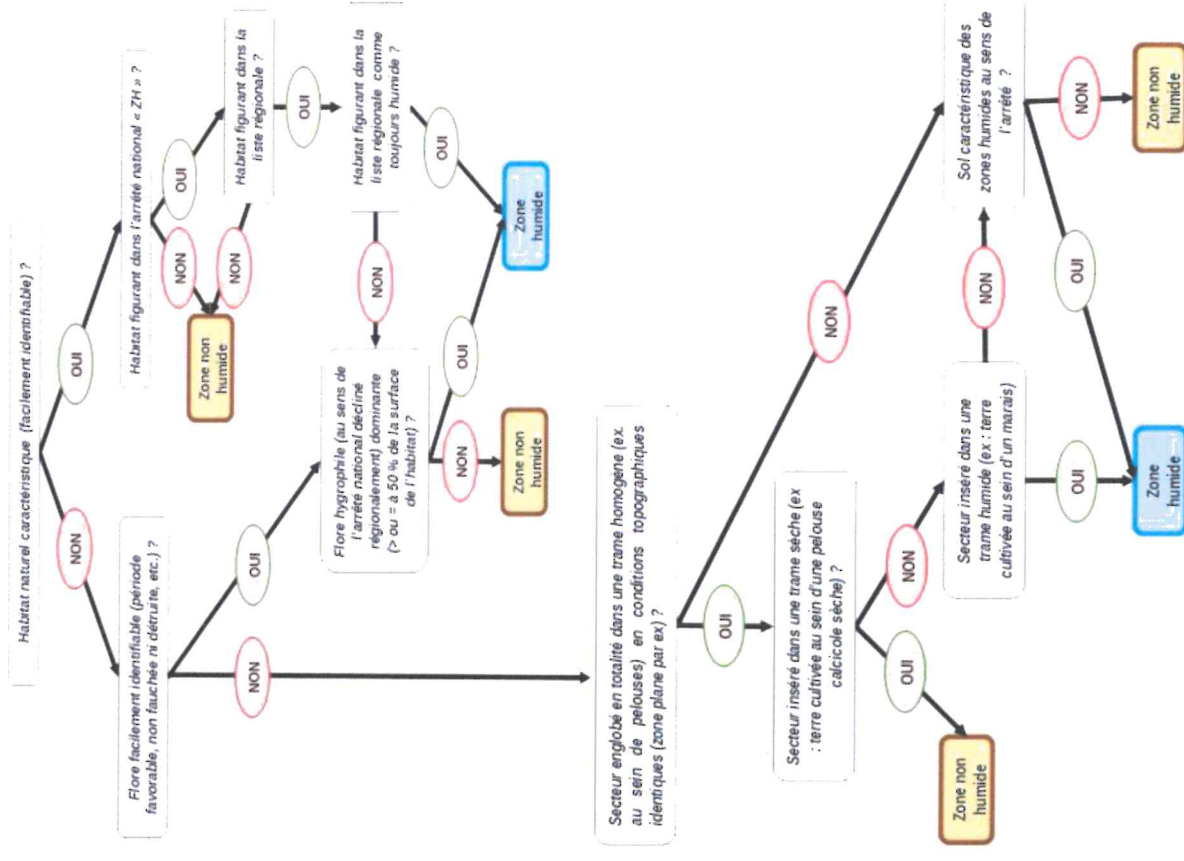 Habitat naturel caractéristique (facilement identifiable) ?
NON
OUI
Flore facilement identifiable (période
favorable, non fauchée ni détruite, etc.) ?
Habitat figurant dans l'arrêté national « ZH » ?
NON
OUI
Zone non
humide
NON
Habitat figurant dans la
liste régionale ?
OUI
Habitat figurant dans la
liste régionale comme
toujours humide ?
NON
OUI
OUI
NON
Flore hygrophile (au sens de
l'arrêté national décliné
régionalement) dominante
(> ou = à 50 % de la surface
de l'habitat) ?
OUI
NON
Zone
humide
Zone non
humide
Secteur englobé en totalité dans une trame homogène (ex.
au sein de pelouses) en conditions topographiques
identiques (zone plane par ex) ?
OUI
NON
Secteur inséré dans une trame sèche (ex
: terre cultivée au sein d'une pelouse
calcicole sèche) ?
OUI
NON
Zone non
humide
Secteur inséré dans une
trame humide (ex : terre
cultivée au sein d'un marais)
NON
OUI
Sol caractéristique des
zones humides au sens de
l'arrêté ?
OUI
NON
Zone
humide
Zone non
humide